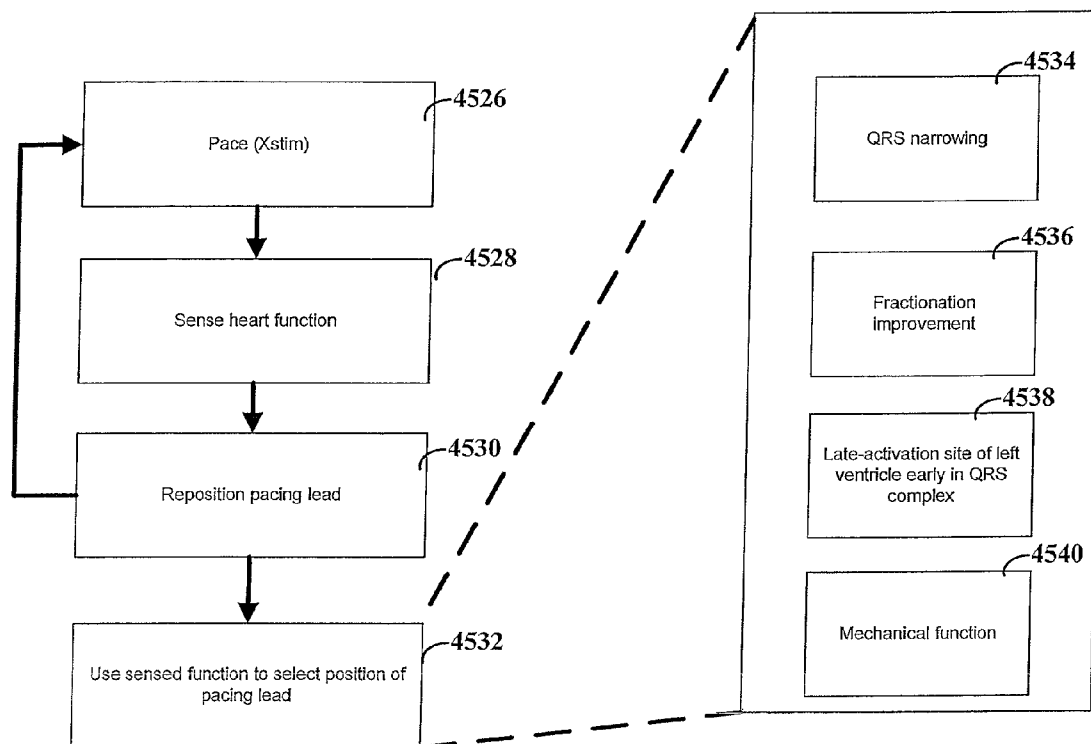 4526
Pace (Xstim)
4528
Sense heart function
4530
Reposition pacing lead
4532
Use sensed function to select position of
pacing lead
4534
QRS narrowing
4536
Fractionation
improvement
4538
Late-activation site of left
ventricle early in QRS
complex
4540
Mechanical function